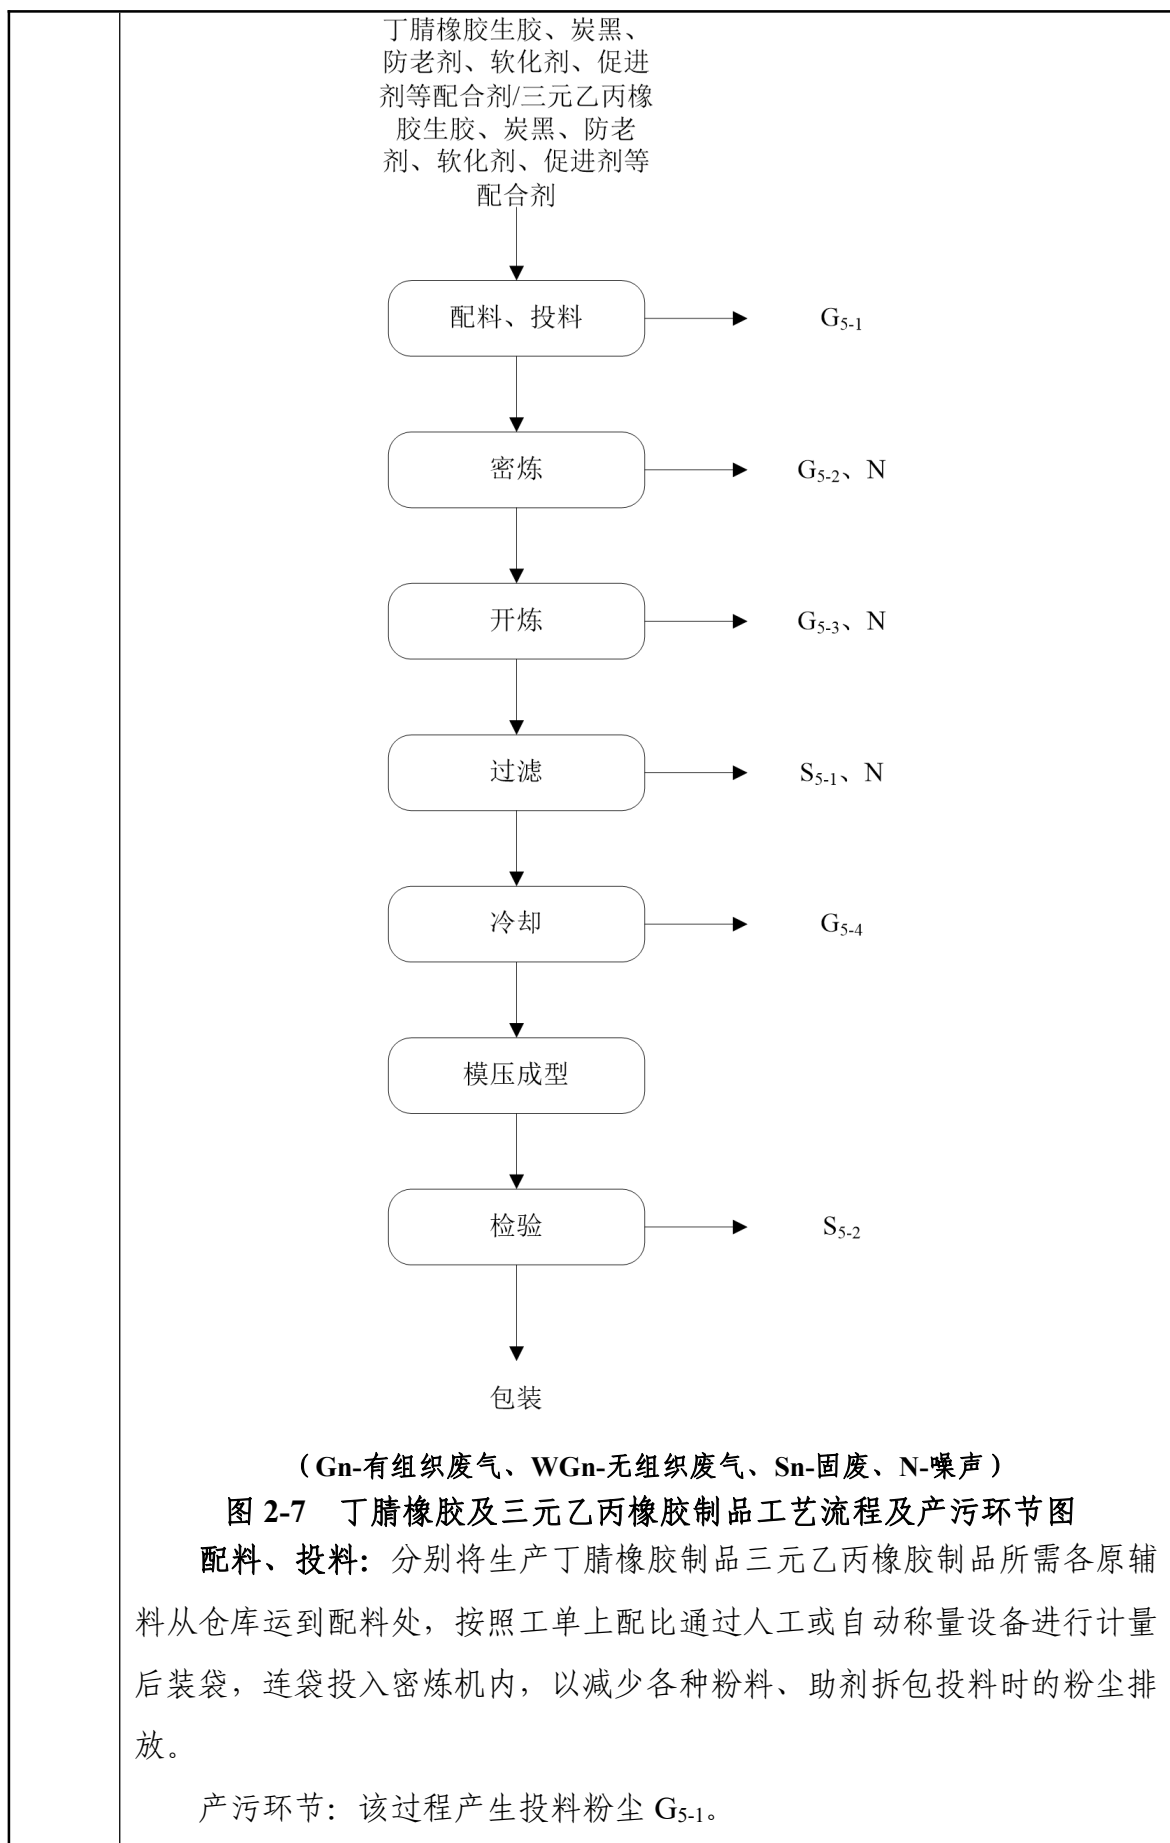 丁腈橡胶生胶、炭黑、
防老剂、软化剂、促进
剂等配合剂/三元乙丙橡
胶生胶、炭黑、防老
剂、软化剂、促进剂等
配合剂
配料、投料 G5-1
密炼 G5-2、N
开炼 G5-3、N
过滤 S5-1、N
冷却 G5-4
模压成型
检验 S5-2
包装
（Gn-有组织废气、WGn-无组织废气、Sn-固废、N-噪声）
图 2-7 丁腈橡胶及三元乙丙橡胶制品工艺流程及产污环节图
配料、投料：分别将生产丁腈橡胶制品三元乙丙橡胶制品所需各原辅
料从仓库运到配料处，按照工单上配比通过人工或自动称量设备进行计量
后装袋，连袋投入密炼机内，以减少各种粉料、助剂拆包投料时的粉尘排
放。
产污环节：该过程产生投料粉尘 G5-1。